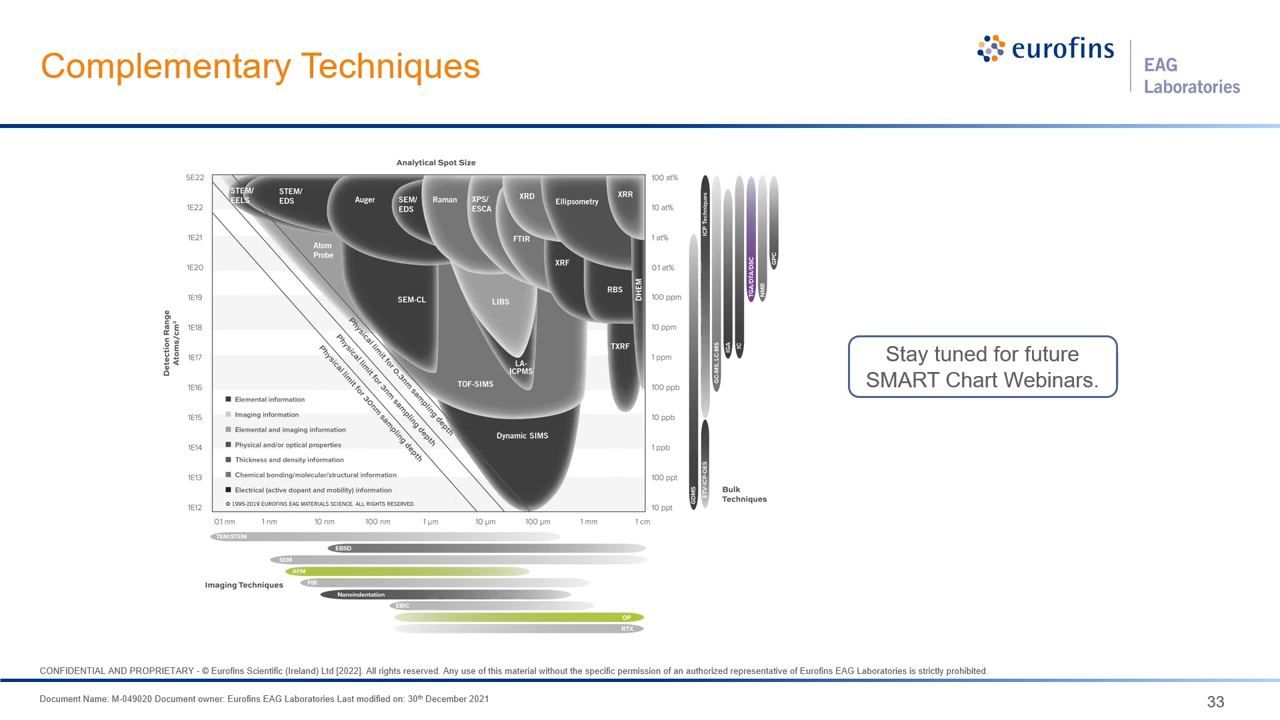 Complementary Techniques
eurofins
EAG
Laboratories
Analytical Spot Size
5E22
1E22
1E21
1E20
1E19
1E18
1E17
1E16
1E15
1E14
1E13
1E12
Detection Range
Atoms/cm³
100 at%
10 at%
1 at%
0.1 at%
100 ppm
10 ppm
1 ppm
100 ppb
10 ppb
1 ppb
100 ppt
10 ppt
STEM/
EELS
STEM/
EDS
Auger
SEM/
EDS
Raman
XPS/
ESCA
XRD
Ellipsometry
XRR
Atom
Probe
FTIR
XRF
RBS
DHEM
SEM-CL
LIBS
TXRF
LA-
ICPMS
TOF-SIMS
Dynamic SIMS
Physical limit for 0.3nm sampling depth
Physical limit for 3nm sampling depth
Physical limit for 30nm sampling depth
Elemental information
Imaging information
Elemental and imaging information
Physical and/or optical properties
Thickness and density information
Chemical bonding/molecular/structural information
Electrical (active dopant and mobility) information
© 1995-2019 EUROFINS EAG MATERIALS SCIENCE. ALL RIGHTS RESERVED.
0.1 nm
1 nm
10 nm
100 nm
1 µm
10 µm
100 µm
1 mm
1 cm
GDMS
ICP Techniques
ETV-ICP-OES
GC-MS, LC-MS
IGA
IC
TGA/DTA/DSC
NMR
GPC
Bulk
Techniques
Imaging Techniques
TEM/STEM
EBSD
SEM
AFM
FIB
Nanoindentation
EBIC
OP
RTX
Stay tuned for future
SMART Chart Webinars.
CONFIDENTIAL AND PROPRIETARY - © Eurofins Scientific (Ireland) Ltd [2022]. All rights reserved. Any use of this material without the specific permission of an authorized representative of Eurofins EAG Laboratories is strictly prohibited.
Document Name: M-049020 Document owner: Eurofins EAG Laboratories Last modified on: 30th December 2021
33